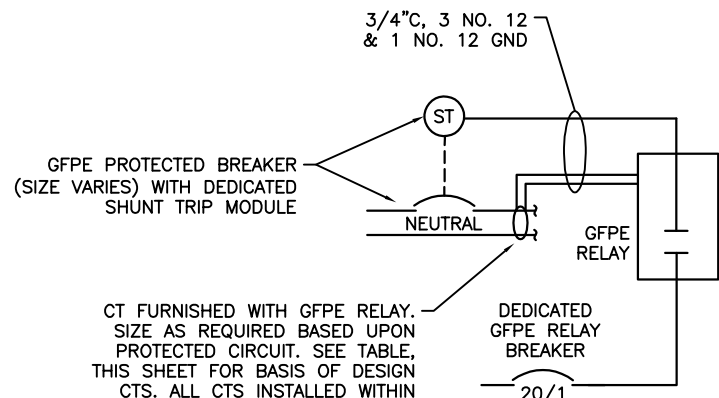 3/4"C, 3 NO. 12
& 1 NO. 12 GND
ST
GFPE PROTECTED BREAKER
(SIZE VARIES) WITH DEDICATED
SHUNT TRIP MODULE
NEUTRAL
GFPE
RELAY
CT FURNISHED WITH GFPE RELAY.
SIZE AS REQUIRED BASED UPON
PROTECTED CIRCUIT. SEE TABLE,
THIS SHEET FOR BASIS OF DESIGN
CTS. ALL CTS INSTALLED WITHIN
DEDICATED
GFPE RELAY
BREAKER
20/1